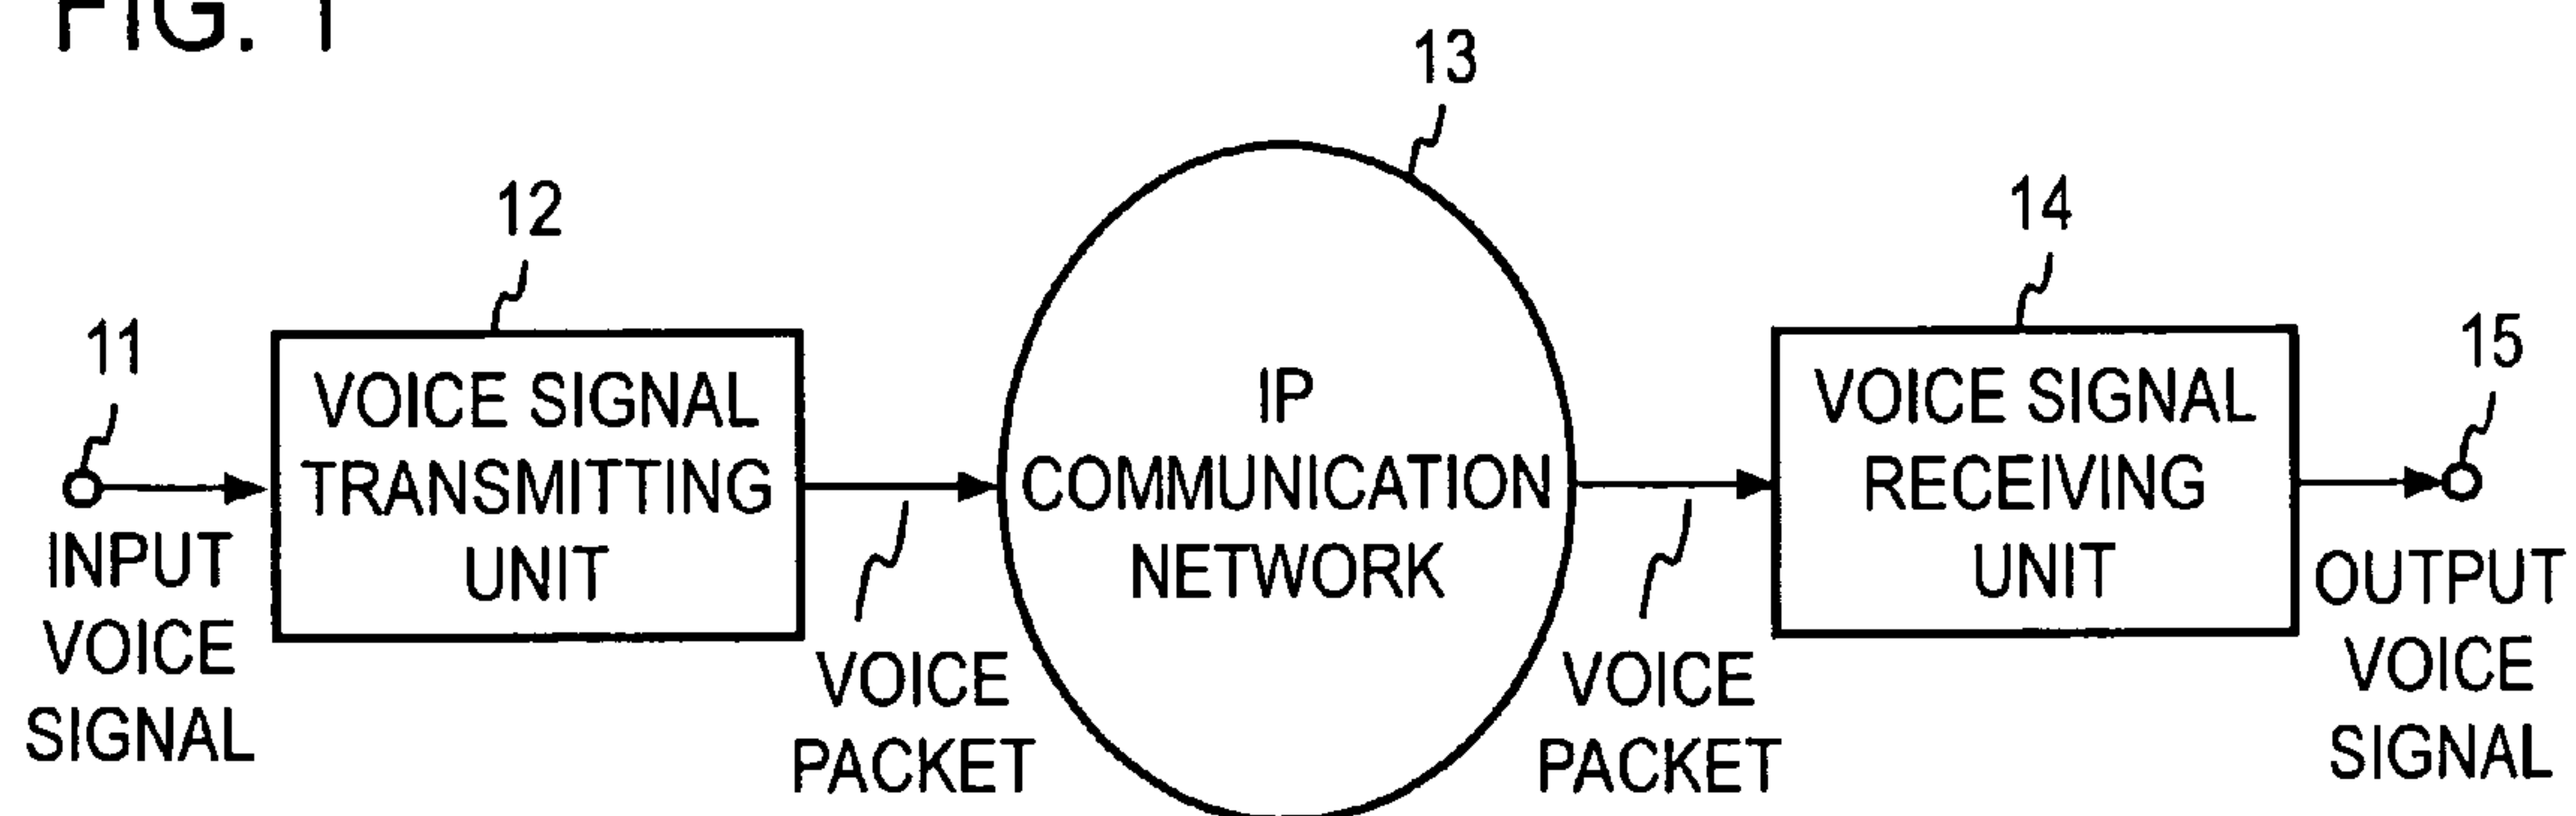 FIG. 1
13
12
14
11
15
VOICE SIGNAL
TRANSMITTING
UNIT
IP
COMMUNICATION
NETWORK
VOICE SIGNAL
RECEIVING
UNIT
INPUT
VOICE
SIGNAL
VOICE
PACKET
VOICE
PACKET
OUTPUT
VOICE
SIGNAL